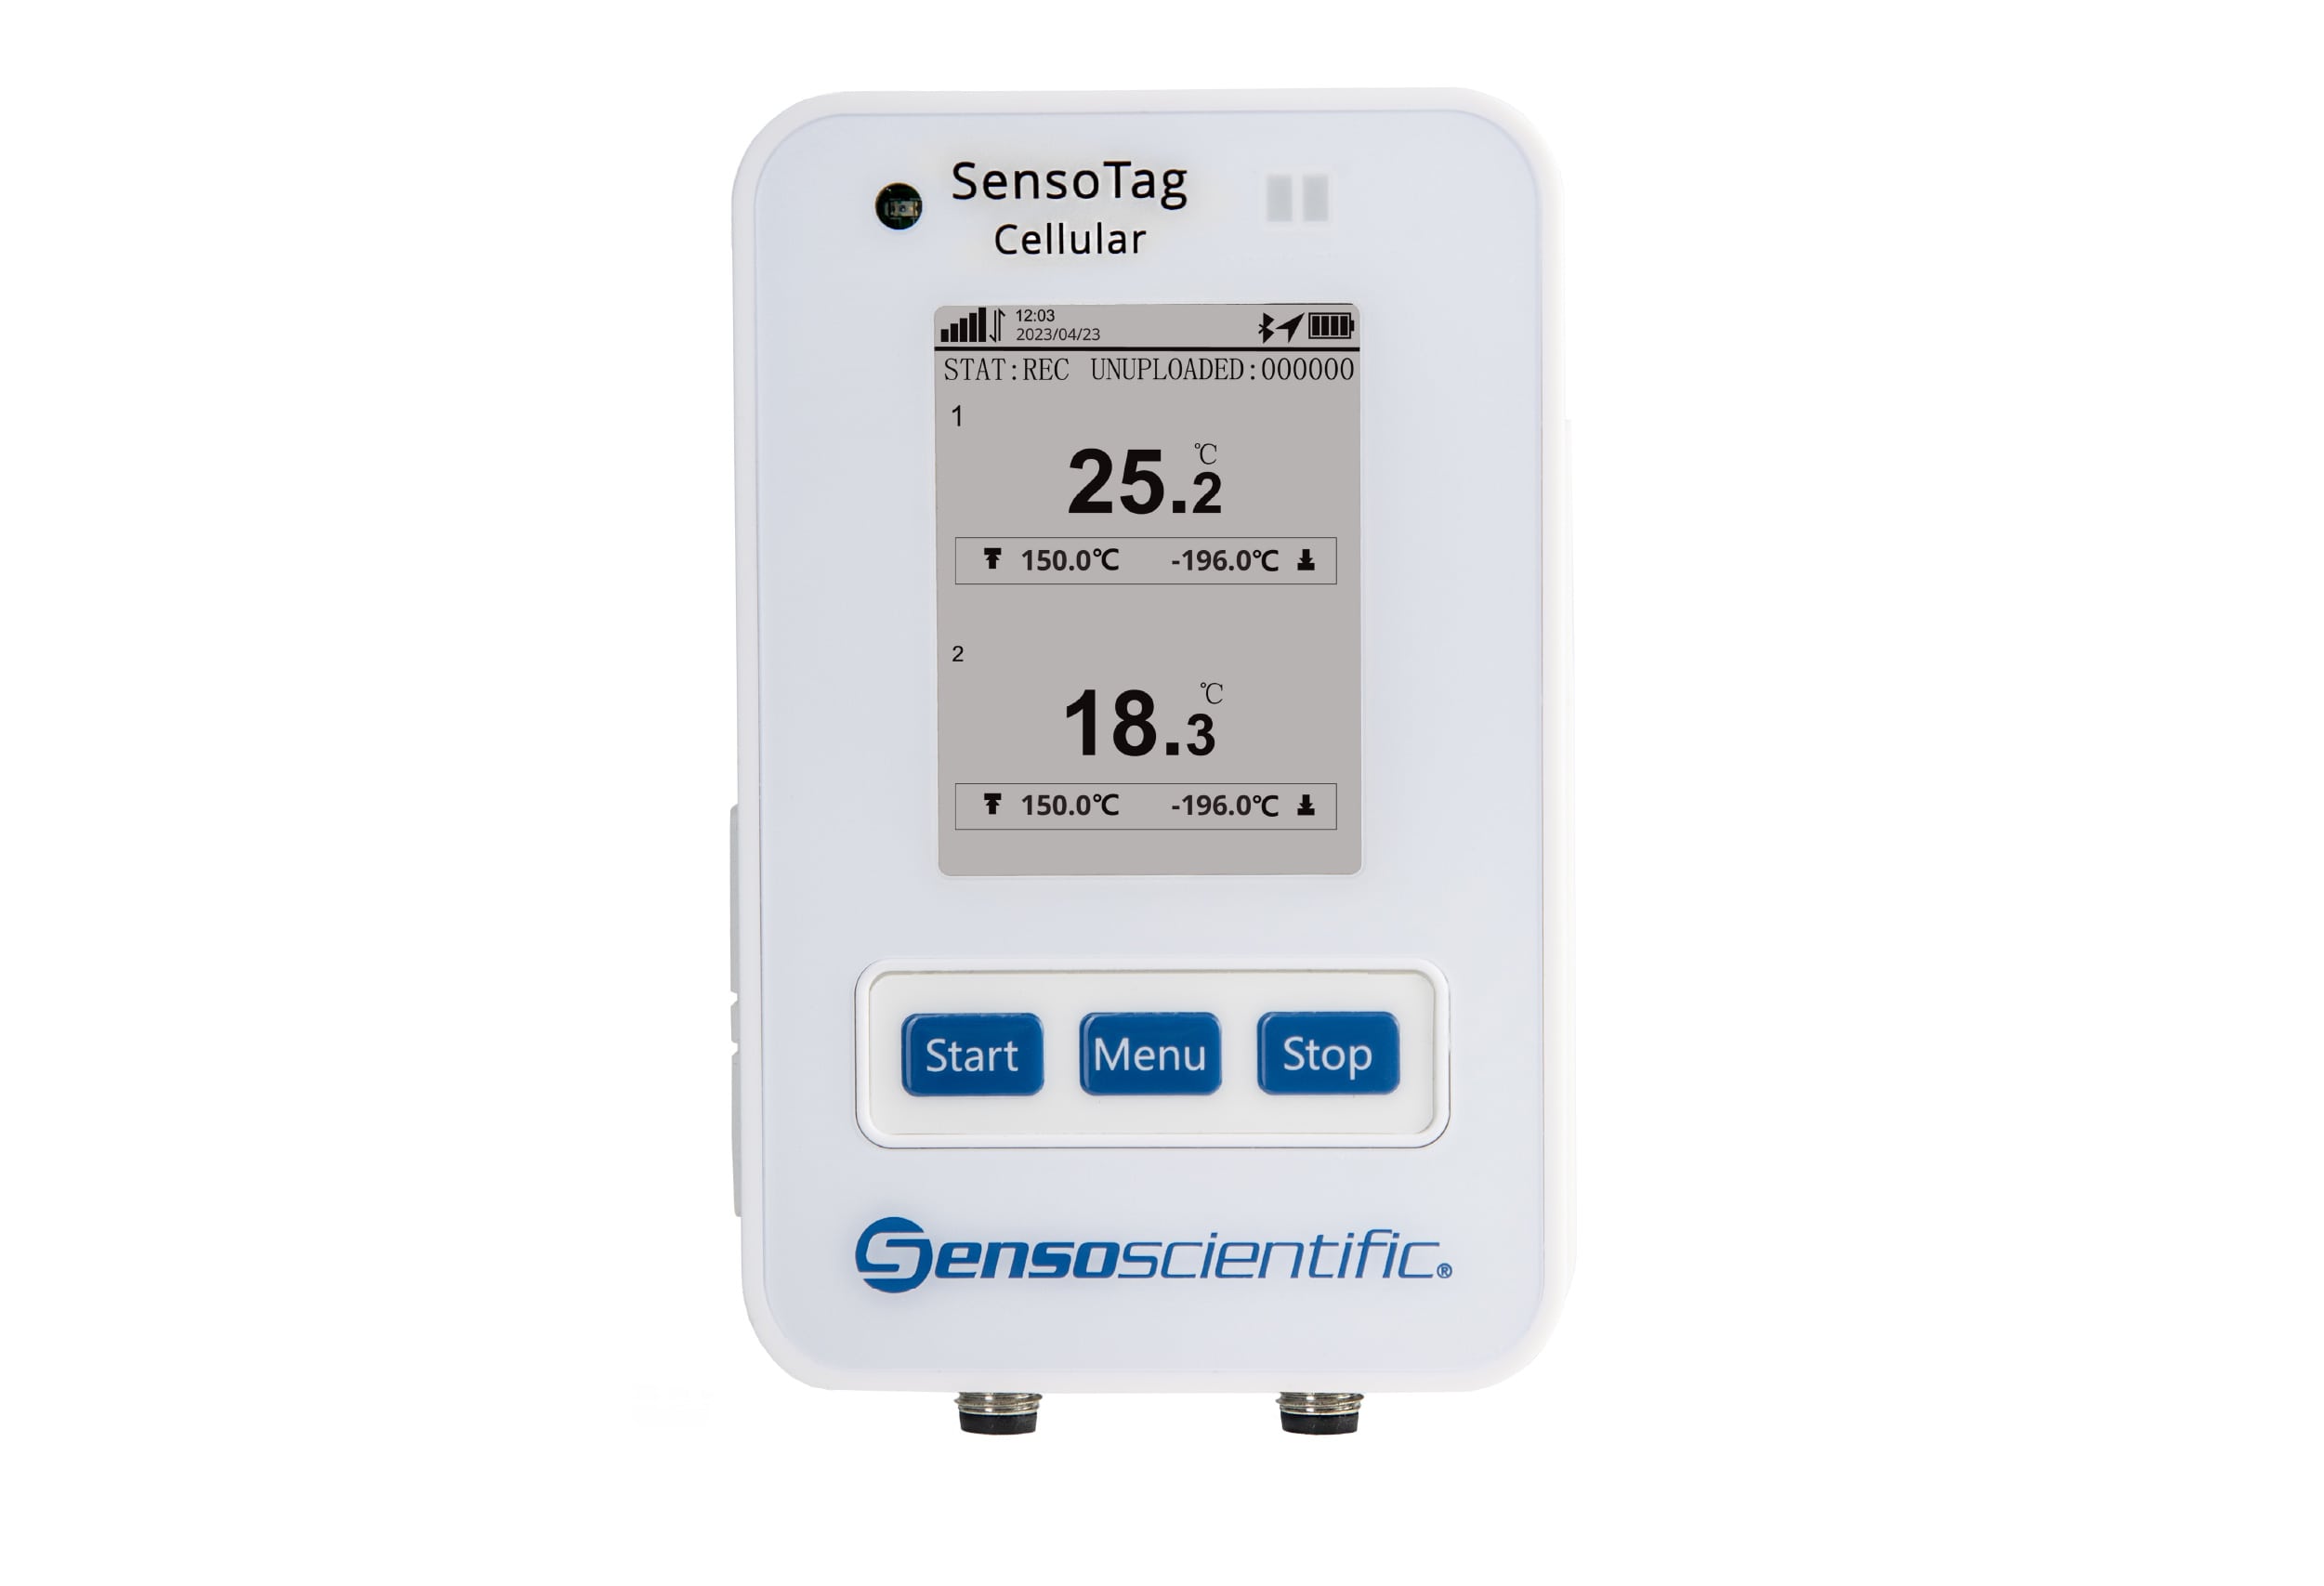 SensoTag
Cellular
12:03
2023/04/23
STAT:REC UNUPLOADED:000000
1
25.2 ℃
150.0℃ -196.0℃
2
18.3 ℃
150.0℃ -196.0℃
Start Menu Stop
Sensoscientific®